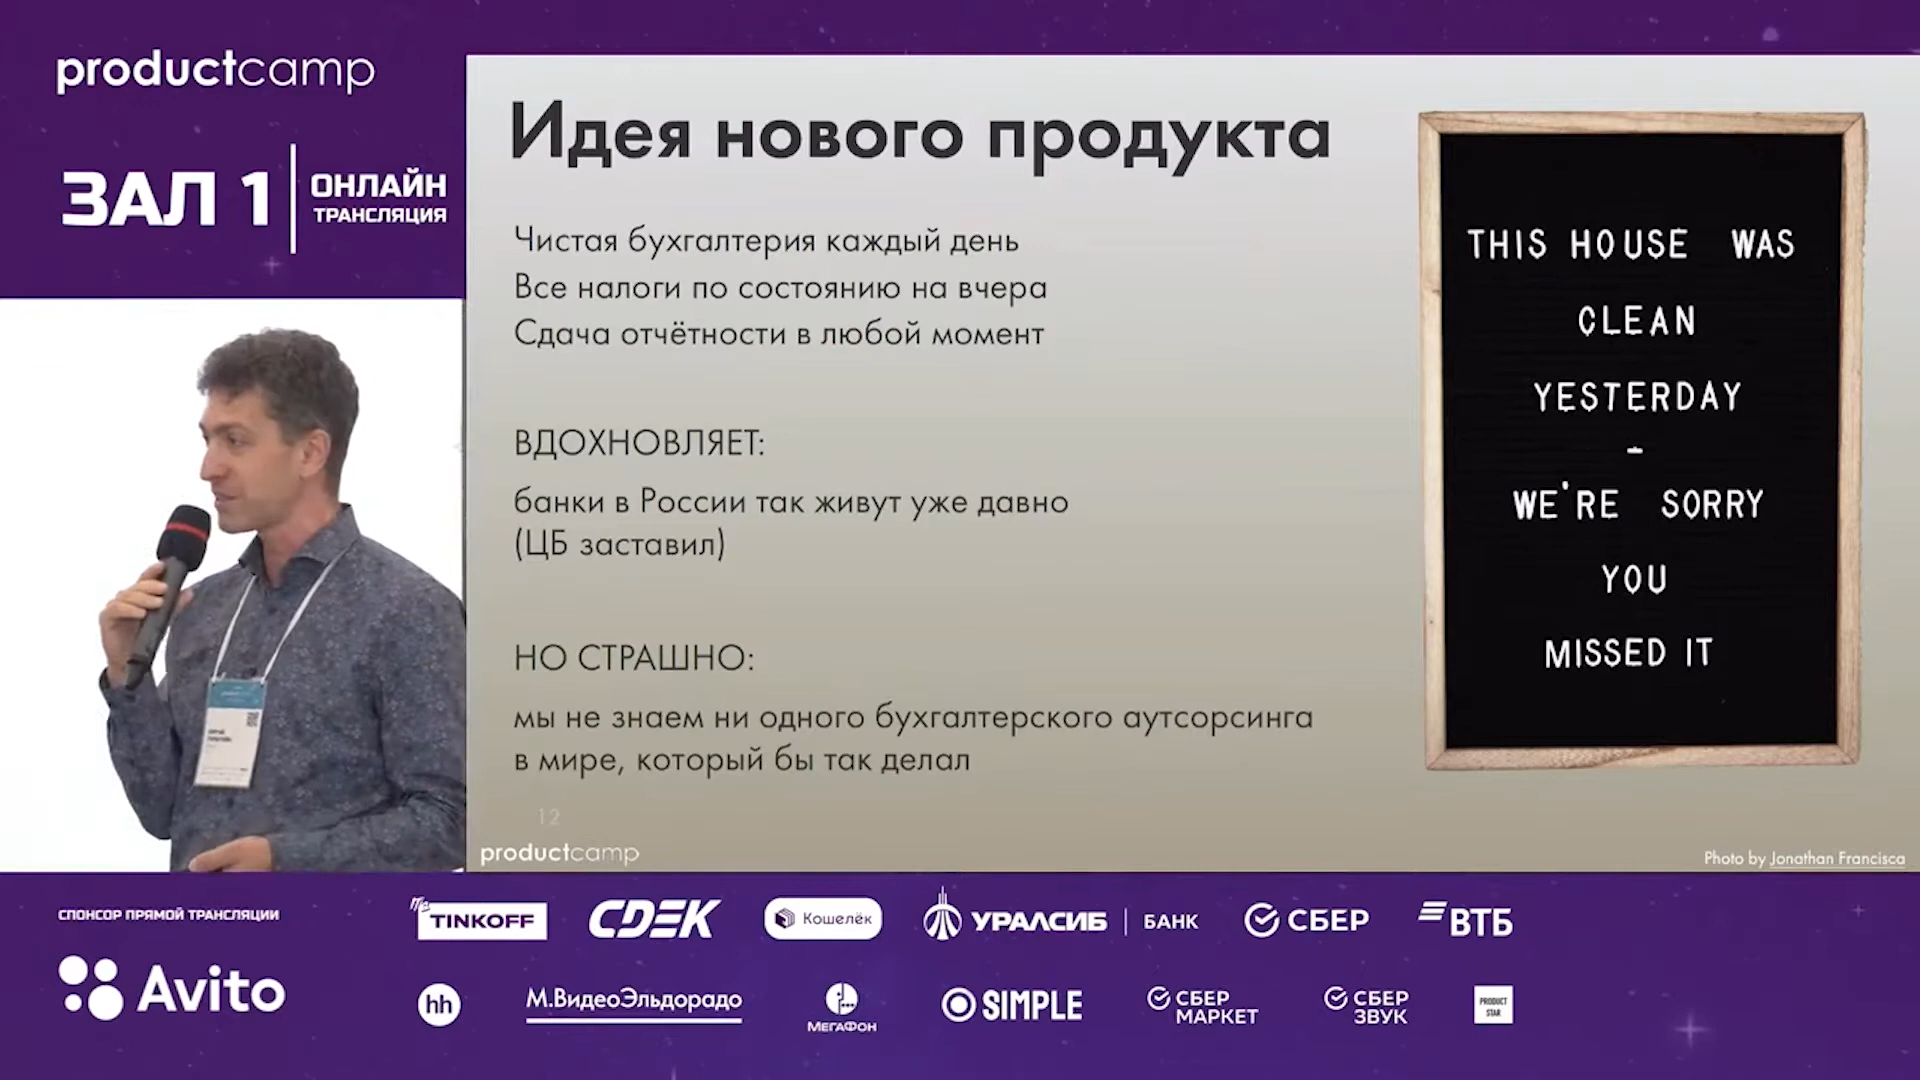 productcamp
ЗАЛ 1
ОНЛАЙН
ТРАНСЛЯЦИЯ
Идея нового продукта
Чистая бухгалтерия каждый день
Все налоги по состоянию на вчера
Сдача отчётности в любой момент
ВДОХНОВЛЯЕТ:
банки в России так живут уже давно
(ЦБ заставил)
НО СТРАШНО:
мы не знаем ни одного бухгалтерского аутсорсинга
в мире, который бы так делал
12
productcamp
THIS HOUSE WAS
CLEAN
YESTERDAY
-
WE'RE SORRY
YOU
MISSED IT
Photo by Jonathan Francisca
СПОНСОР ПРЯМОЙ ТРАНСЛЯЦИИ
Avito
TINKOFF
CDEK
Кошелёк
УРАЛСИБ | БАНК
СБЕР
ВТБ
hh
М.ВидеоЭльдорадо
МЕГАФОН
SIMPLE
СБЕР
МАРКЕТ
СБЕР
ЗВУК
PRODUCT
STAR